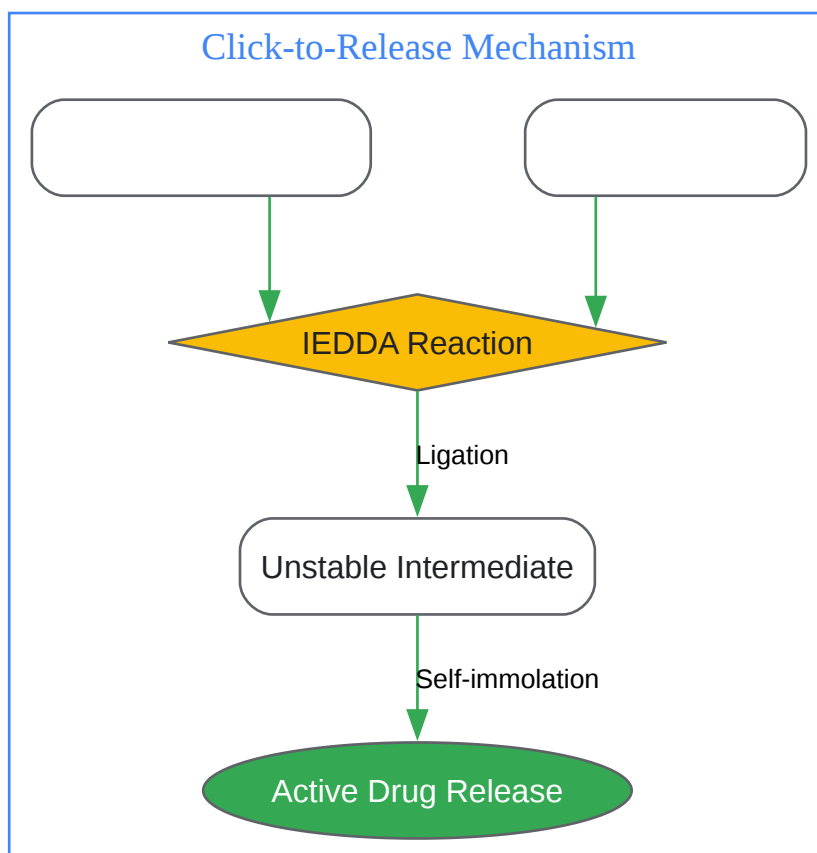 Click-to-Release Mechanism
IEDDA Reaction
Ligation
Unstable Intermediate
Self-immolation
Active Drug Release